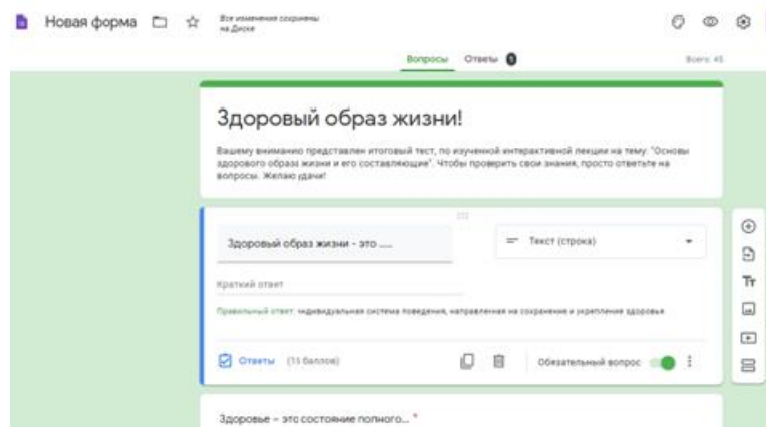 Новая форма
Все изменения сохранены
на Диске
Вопросы Ответы 1
Всего: 45
Здоровый образ жизни!
Вашему вниманию представлен итоговый тест, по изученной интерактивной лекции на тему: "Основы
здорового образа жизни и его составляющие". Чтобы проверить свои знания, просто ответьте на
вопросы. Желаю удачи!
Здоровый образ жизни - это .....
Текст (строка)
Краткий ответ
Правильный ответ: индивидуальная система поведения, направленная на сохранение и укрепление здоровья
Ответы (15 баллов)
Обязательный вопрос
Здоровье – это состояние полного... *